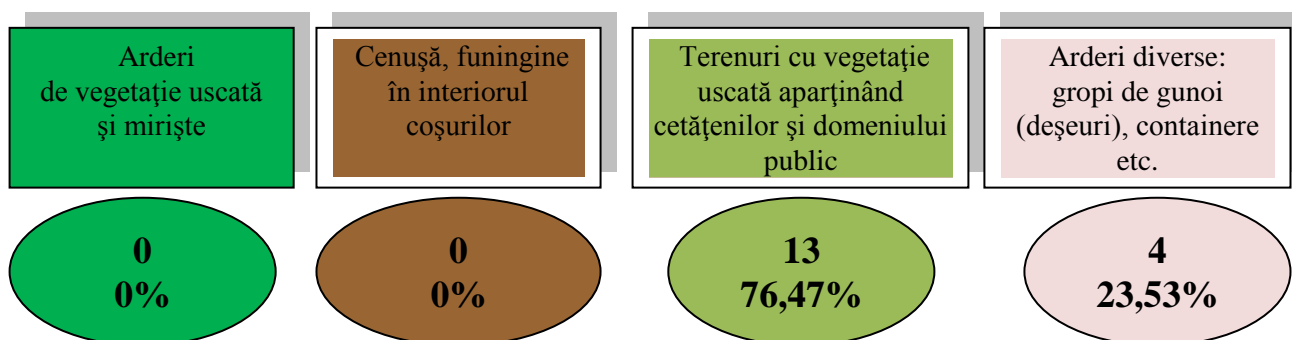 Arderi
de vegetaţie uscată
şi mirişte
Cenuşă, funingine
în interiorul
coşurilor
Terenuri cu vegetaţie
uscată aparţinând
cetăţenilor şi domeniului
public
Arderi diverse:
gropi de gunoi
(deşeuri), containere
etc.
0
0%
0
0%
13
76,47%
4
23,53%